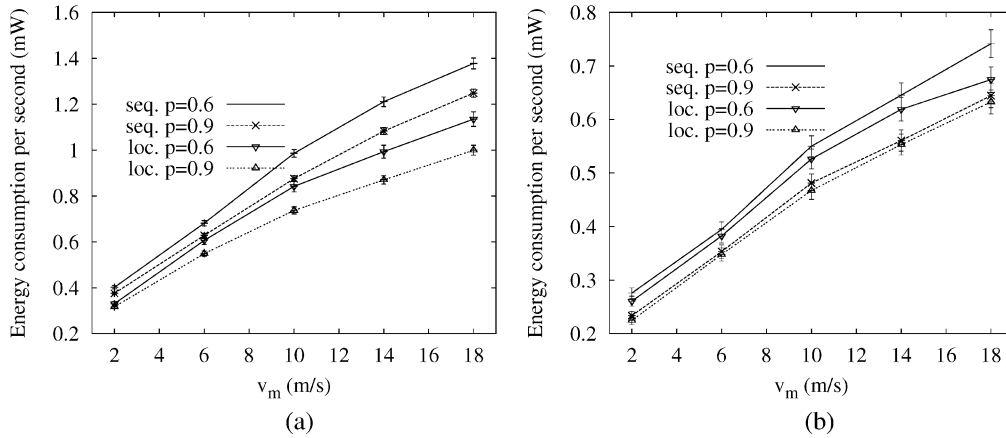 Energy consumption per second (mW)
1.6
1.4
1.2
1
0.8
0.6
0.4
0.2
seq. p=0.6
seq. p=0.9
loc. p=0.6
loc. p=0.9
2 4 6 8 10 12 14 16 18
v_m (m/s)
(a)
Energy consumption per second (mW)
0.8
0.7
0.6
0.5
0.4
0.3
0.2
seq. p=0.6
seq. p=0.9
loc. p=0.6
loc. p=0.9
2 4 6 8 10 12 14 16 18
v_m (m/s)
(b)